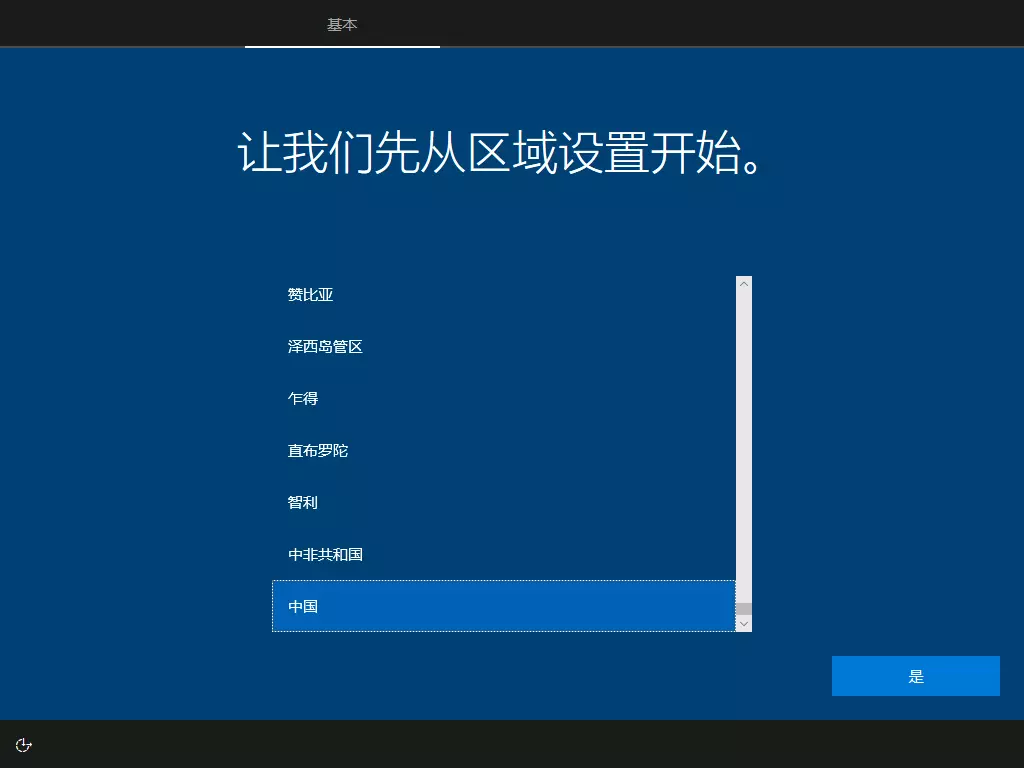 基本
让我们先从区域设置开始。
赞比亚
泽西岛管区
乍得
直布罗陀
智利
中非共和国
中国
是